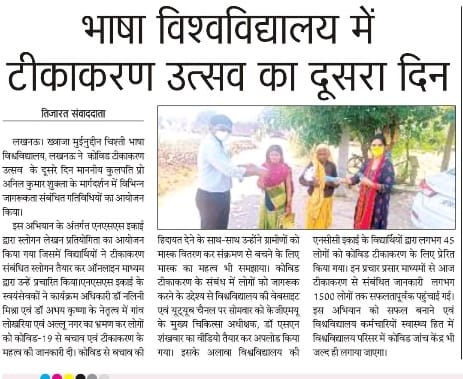 भाषा विश्वविद्यालय में
टीकाकरण उत्सव का दूसरा दिन
तिजारत संवाददाता
लखनऊ। ख्वाजा मुईनुद्दीन चिश्ती भाषा
विश्वविद्यालय, लखनऊ ने कोविड टीकाकरण
उत्सव के दूसरे दिन माननीय कुलपति प्रो
अनिल कुमार शुक्ला के मार्गदर्शन में विभिन्न
जागरूकता संबंधित गतिविधियों का आयोजन
किया।
इस अभियान के अंतर्गत एनएसएस इकाई
द्वारा स्लोगन लेखन प्रतियोगिता का आयोजन
किया गया जिसमें विद्यार्थियों ने टीकाकरण
संबंधित स्लोगन तैयार कर ऑनलाइन माध्यम
द्वारा उन्हें प्रचारित किया।एनएसएस इकाई के
स्वयंसेवकों ने कार्यक्रम अधिकारी डॉ नलिनी
मिश्रा एवं डॉ अभय कृष्णा के नेतृत्व में गांव
लोखरिया एवं अल्लू नगर का भ्रमण कर लोगों
को कोविड-19 से बचाव एवं टीकाकरण के
महत्व की जानकारी दी। कोविड से बचाव की
हिदायत देने के साथ-साथ उन्होंने ग्रामीणों को
मास्क वितरण कर संक्रमण से बचने के लिए
मास्क का महत्व भी समझाया। कोविड
टीकाकरण के संबंध में लोगों को जागरूक
करने के उद्देश्य से विश्वविद्यालय की वेबसाइट
एवं यूट्यूब चैनल पर सोमवार को केजीएमयू
के मुख्य चिकित्सा अधीक्षक, डॉ एसएन
शंखवार का वीडियो तैयार कर अपलोड किया
गया। इसके अलावा विश्वविद्यालय की
एनसीसी इकाई के विद्यार्थियों द्वारा लगभग 45
लोगों को कोविड टीकाकरण के लिए प्रेरित
किया गया। इन प्रचार प्रसार माध्यमों से आज
टीकाकरण से संबंधित जानकारी लगभग
1500 लोगों तक सफलतापूर्वक पहुंचाई गई।
इस अभियान को सफल बनाने एवं
विश्वविद्यालय कर्मचारियों स्वास्थ्य हित में
विश्वविद्यालय परिसर में कोविड जांच केंद्र भी
जल्द ही लगाया जाएगा।